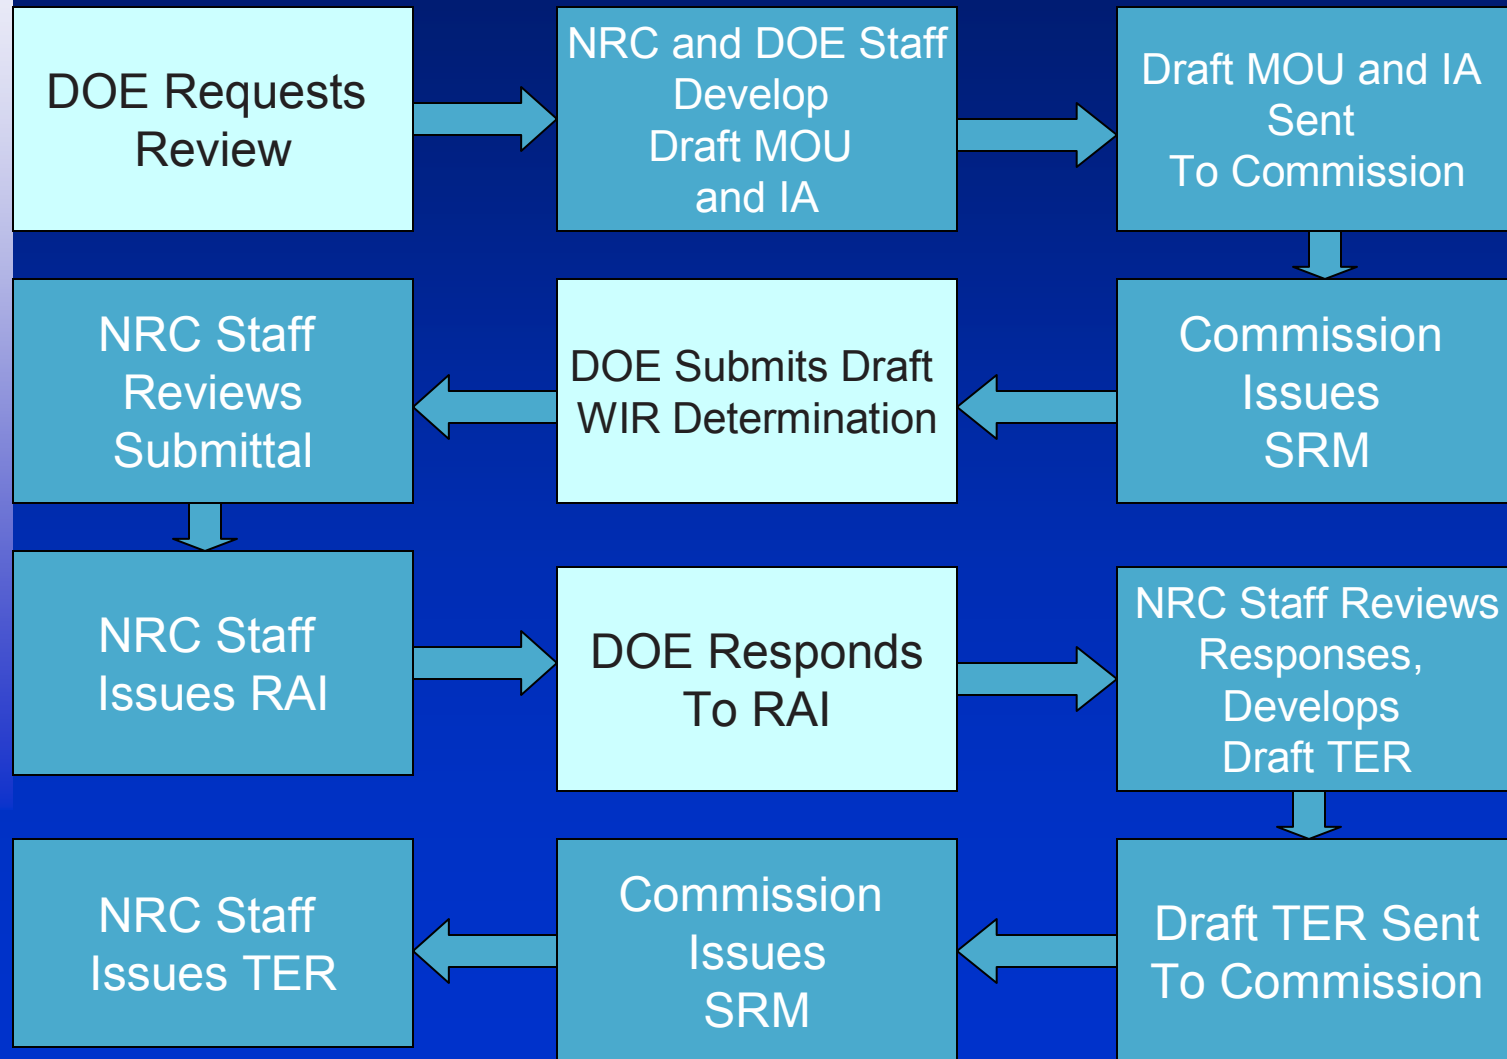 DOE Requests
Review
NRC and DOE Staff
Develop
Draft MOU
and IA
Draft MOU and IA
Sent
To Commission
Commission
Issues
SRM
DOE Submits Draft
WIR Determination
NRC Staff
Reviews
Submittal
NRC Staff
Issues RAI
DOE Responds
To RAI
NRC Staff Reviews
Responses,
Develops
Draft TER
Draft TER Sent
To Commission
Commission
Issues
SRM
NRC Staff
Issues TER